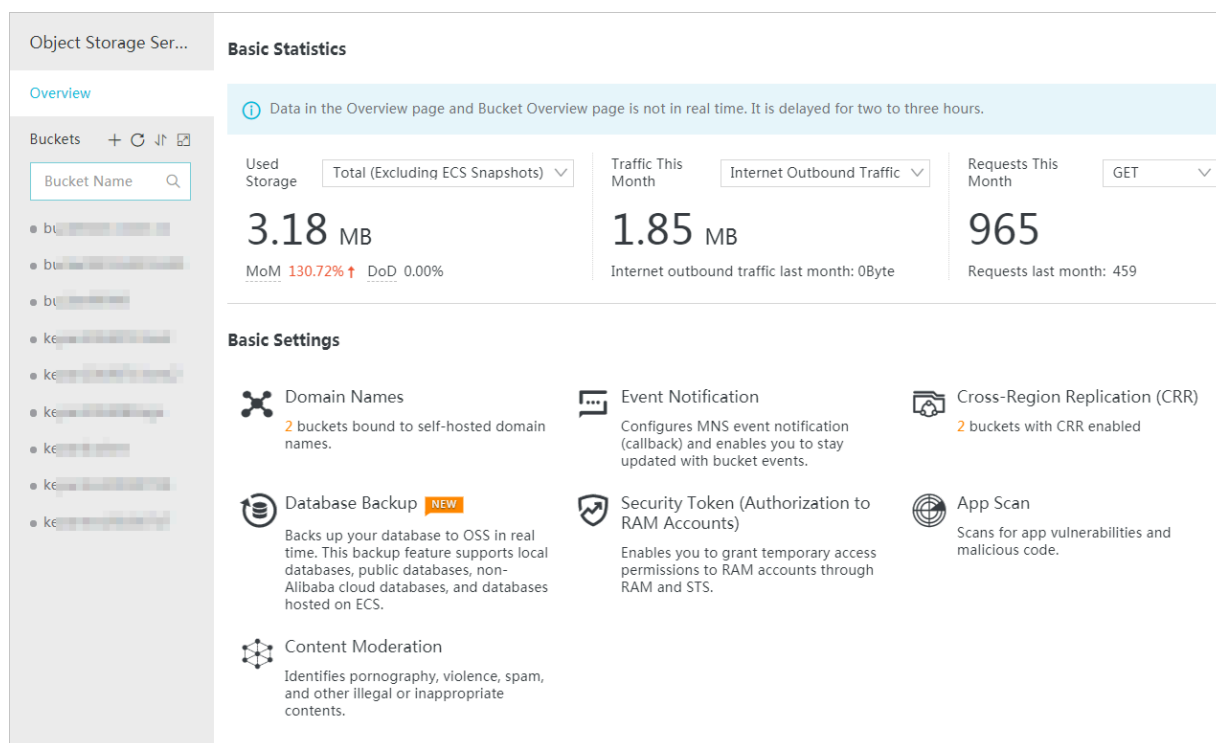 Object Storage Ser...
Overview
Buckets
Bucket Name
Basic Statistics
Data in the Overview page and Bucket Overview page is not in real time. It is delayed for two to three hours.
Used
Storage
Total (Excluding ECS Snapshots)
3.18 MB
MoM 130.72% ↑ DoD 0.00%
Traffic This
Month
Internet Outbound Traffic
1.85 MB
Internet outbound traffic last month: 0Byte
Requests This
Month
GET
965
Requests last month: 459
Basic Settings
Domain Names
2 buckets bound to self-hosted domain
names.
Event Notification
Configures MNS event notification
(callback) and enables you to stay
updated with bucket events.
Cross-Region Replication (CRR)
2 buckets with CRR enabled
Database Backup NEW
Backs up your database to OSS in real
time. This backup feature supports local
databases, public databases, non-
Alibaba cloud databases, and databases
hosted on ECS.
Security Token (Authorization to
RAM Accounts)
Enables you to grant temporary access
permissions to RAM accounts through
RAM and STS.
App Scan
Scans for app vulnerabilities and
malicious code.
Content Moderation
Identifies pornography, violence, spam,
and other illegal or inappropriate
contents.